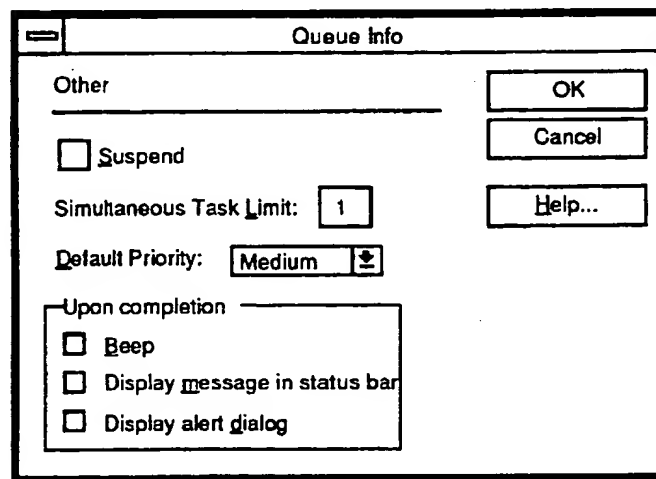 Queue Info
Other
OK
Cancel
Suspend
Simultaneous Task Limit: 1
Help...
Default Priority: Medium
Upon completion
Beep
Display message in status bar
Display alert dialog